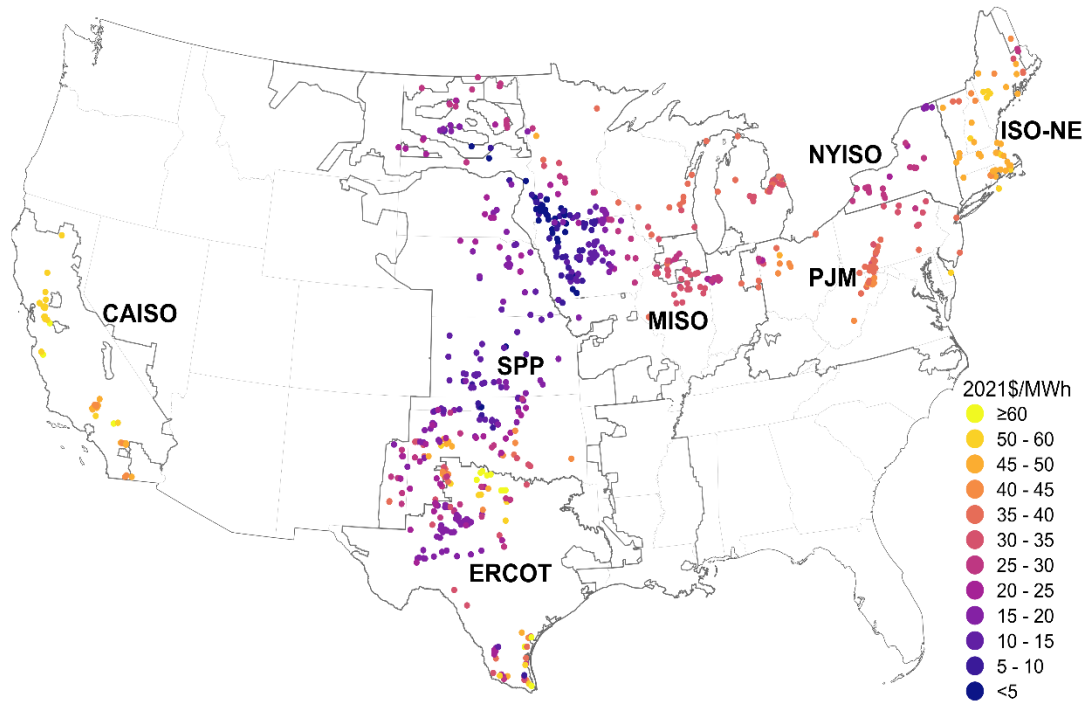 ISO-NE
NYISO
PJM
CAISO
MISO
SPP
ERCOT
2021$/MWh
≥60
50 - 60
45 - 50
40 - 45
35 - 40
30 - 35
25 - 30
20 - 25
15 - 20
10 - 15
5 - 10
<5